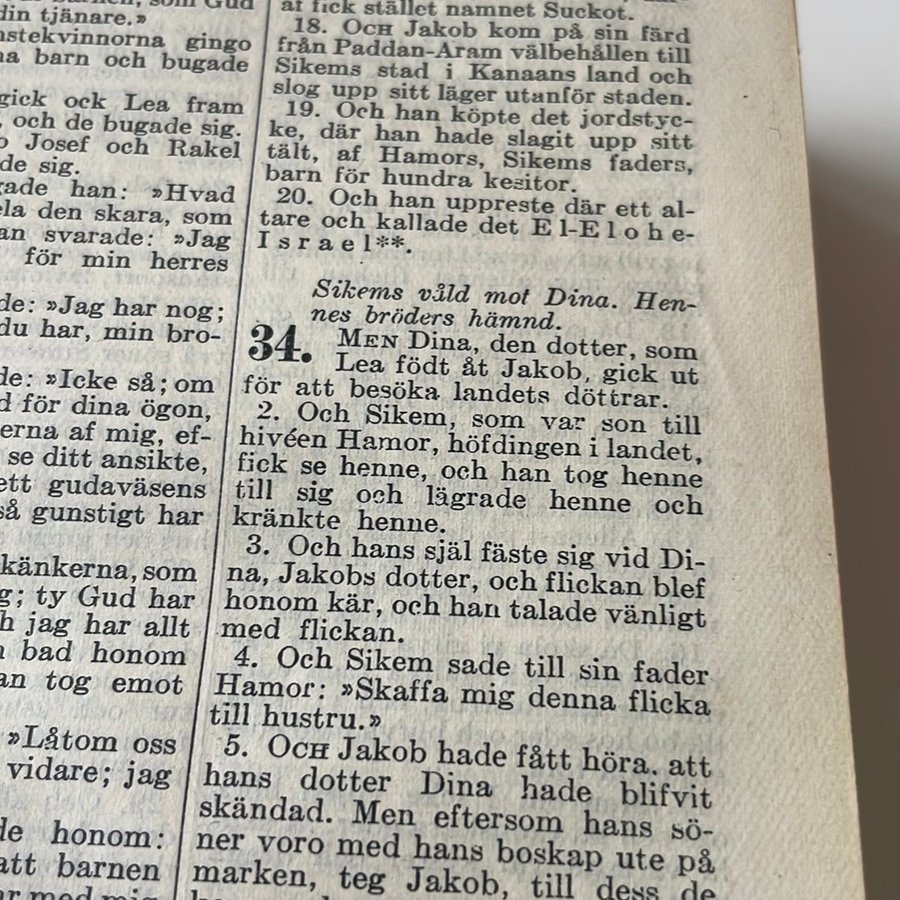 Gud
din tjänare.»
nstekvinnorna gingo
barn och bugade
gick ock Lea fram
, och de bugade sig.
Josef och Rakel
de sig.
han: »Hvad
den skara, som
svarade: »Jag
för min herres
de: »Jag har nog;
du har, min bro-
de: »Icke så; om
för dina ögon,
erna af mig, ef-
se ditt ansikte,
ett gudaväsens
så gunstigt har
känkerna, som
g; ty Gud har
h jag har allt
bad honom
an tog emot
»Låtom oss
vidare; jag
de honom:
att barnen
med mig
af fick stället namnet Suckot.
18. OCH Jakob kom på sin färd
från Paddan-Aram välbehållen till
Sikems stad i Kanaans land och
slog upp sitt läger utanför staden.
19. Och han köpte det jordstyc-
ke, där han hade slagit upp sitt
tält, af Hamors, Sikems faders,
barn för hundra kesitor.
20. Och han uppreste där ett al-
tare och kallade det El-Elohe-
Israel**.
Sikems våld mot Dina. Hen-
nes bröders hämnd.
34. MEN Dina, den dotter, som
Lea födt åt Jakob, gick ut
för att besöka landets döttrar.
2. Och Sikem, som var son till
hivéen Hamor, höfdingen i landet,
fick se henne, och han tog henne
till sig och lägrade henne och
kränkte henne.
3. Och hans själ fäste sig vid Di-
na, Jakobs dotter, och flickan blef
honom kär, och han talade vänligt
med flickan.
4. Och Sikem sade till sin fader
Hamor: »Skaffa mig denna flicka
till hustru.»
5. OCH Jakob hade fått höra, att
hans dotter Dina hade blifvit
skändad. Men eftersom hans sö-
ner voro med hans boskap ute på
marken, teg Jakob, till dess de